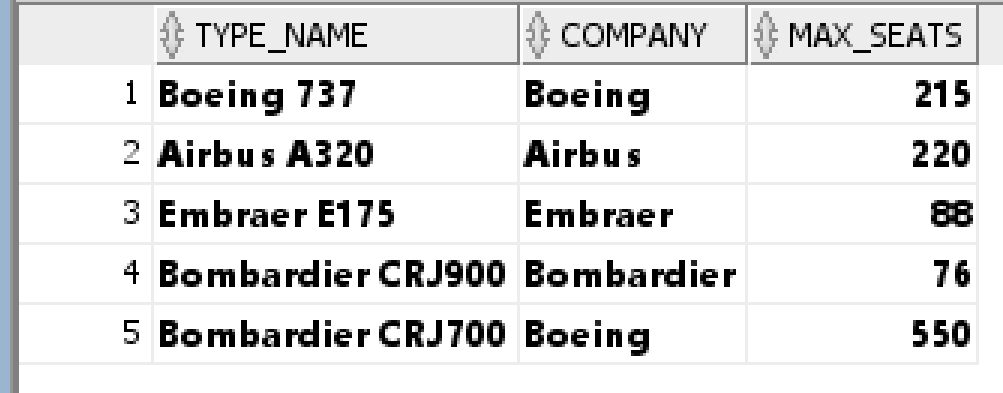 TYPE_NAME COMPANY MAX_SEATS
1 Boeing 737 Boeing 215
2 Airbus A320 Airbus 220
3 Embraer E175 Embraer 88
4 Bombardier CRJ900 Bombardier 76
5 Bombardier CRJ700 Boeing 550